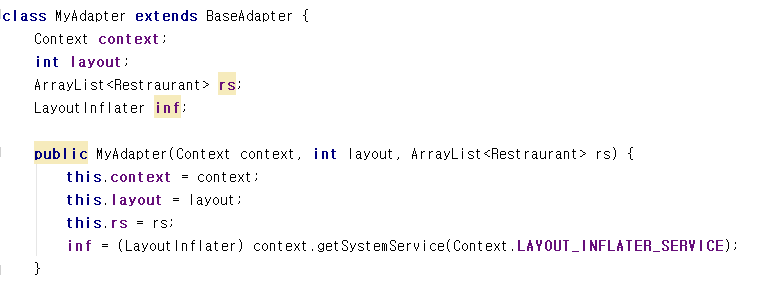 class MyAdapter extends BaseAdapter {
Context context;
int layout;
ArrayList<Restraurant> rs;
LayoutInflater inf;
public MyAdapter(Context context, int layout, ArrayList<Restraurant> rs) {
this.context = context;
this.layout = layout;
this.rs = rs;
inf = (LayoutInflater) context.getSystemService(Context.LAYOUT_INFLATER_SERVICE);
}